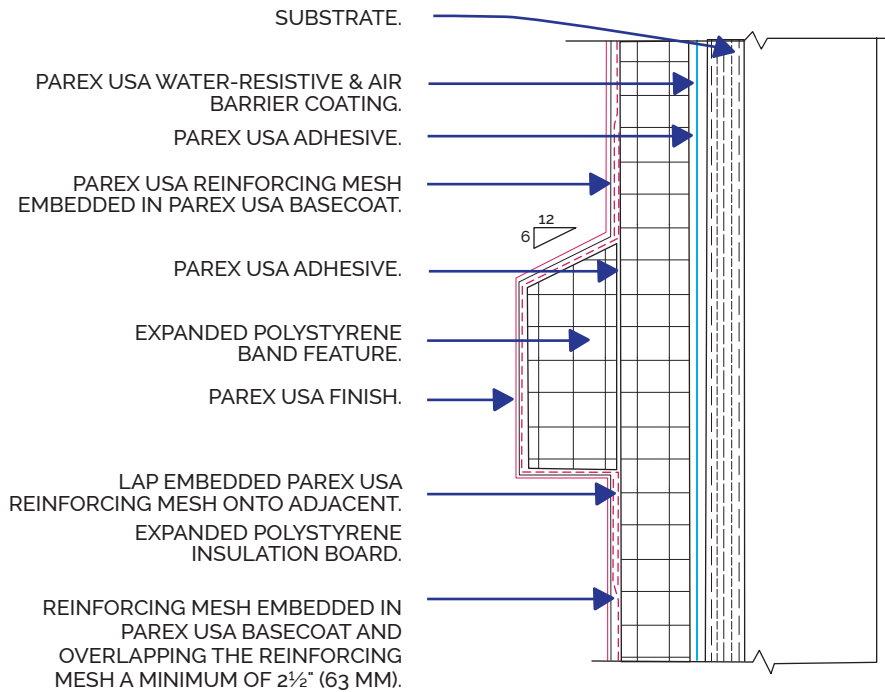 SUBSTRATE.
PAREX USA WATER-RESISTIVE & AIR
BARRIER COATING.
PAREX USA ADHESIVE.
PAREX USA REINFORCING MESH
EMBEDDED IN PAREX USA BASECOAT.
12
6
PAREX USA ADHESIVE.
EXPANDED POLYSTYRENE
BAND FEATURE.
PAREX USA FINISH.
LAP EMBEDDED PAREX USA
REINFORCING MESH ONTO ADJACENT.
EXPANDED POLYSTYRENE
INSULATION BOARD.
REINFORCING MESH EMBEDDED IN
PAREX USA BASECOAT AND
OVERLAPPING THE REINFORCING
MESH A MINIMUM OF 2½" (63 MM).